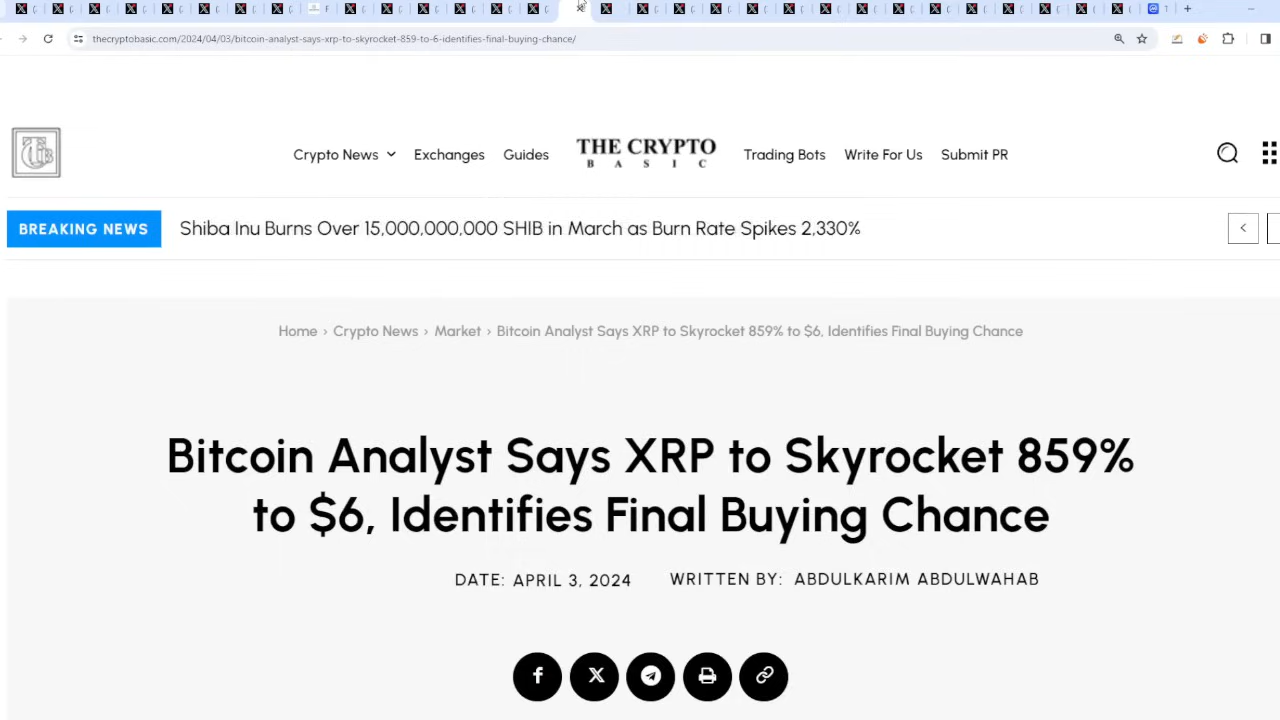 thecryptobasic.com/2024/04/03/bitcoin-analyst-says-xrp-to-skyrocket-859-to-6-identifies-final-buying-chance/
Crypto News Exchanges Guides THE CRYPTO BASIC Trading Bots Write For Us Submit PR
BREAKING NEWS Shiba Inu Burns Over 15,000,000,000 SHIB in March as Burn Rate Spikes 2,330%
Home › Crypto News › Market › Bitcoin Analyst Says XRP to Skyrocket 859% to $6, Identifies Final Buying Chance
Bitcoin Analyst Says XRP to Skyrocket 859%
to $6, Identifies Final Buying Chance
DATE: APRIL 3, 2024 WRITTEN BY: ABDULKARIM ABDULWAHAB